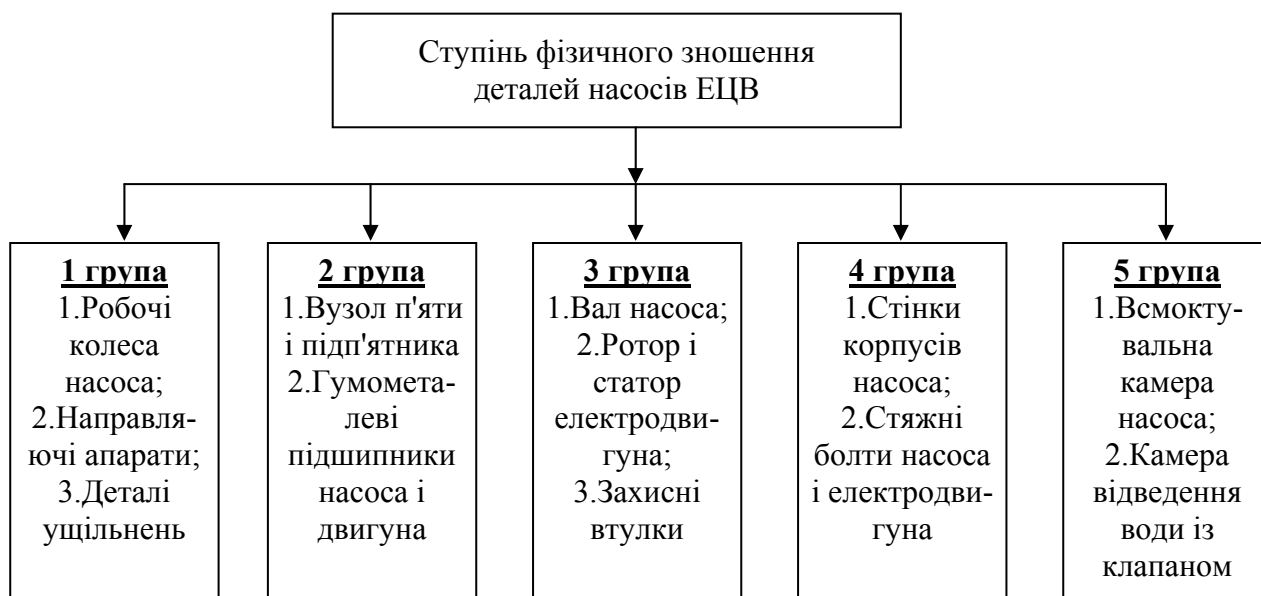 Ступінь фізичного зношення
деталей насосів ЕЦВ
1 група
1.Робочі
колеса
насоса;
2.Направля-
ючі апарати;
3.Деталі
ущільнень
2 група
1.Вузол п'яти
і підп'ятника
2.Гумомета-
леві
підшипники
насоса і
двигуна
3 група
1.Вал насоса;
2.Ротор і
статор
електродви-
гуна;
3.Захисні
втулки
4 група
1.Стінки
корпусів
насоса;
2.Стяжні
болти насоса
і електродви-
гуна
5 група
1.Всмокту-
вальна
камера
насоса;
2.Камера
відведення
води із
клапаном